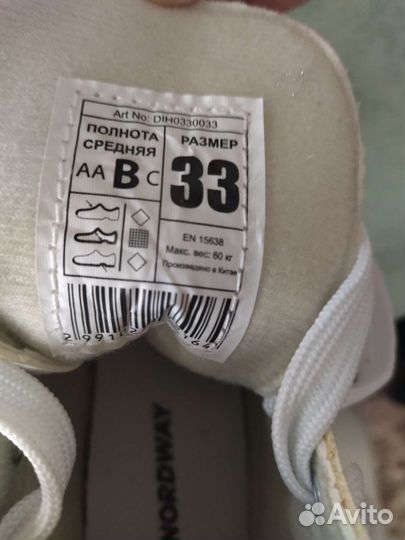 Art No: DIH0330033
ПОЛНОТА
СРЕДНЯЯ
AA B C
РАЗМЕР
33
EN 15638
Макс. вес: 60 кг
Произведено в Китае
NORDWAY
Avito